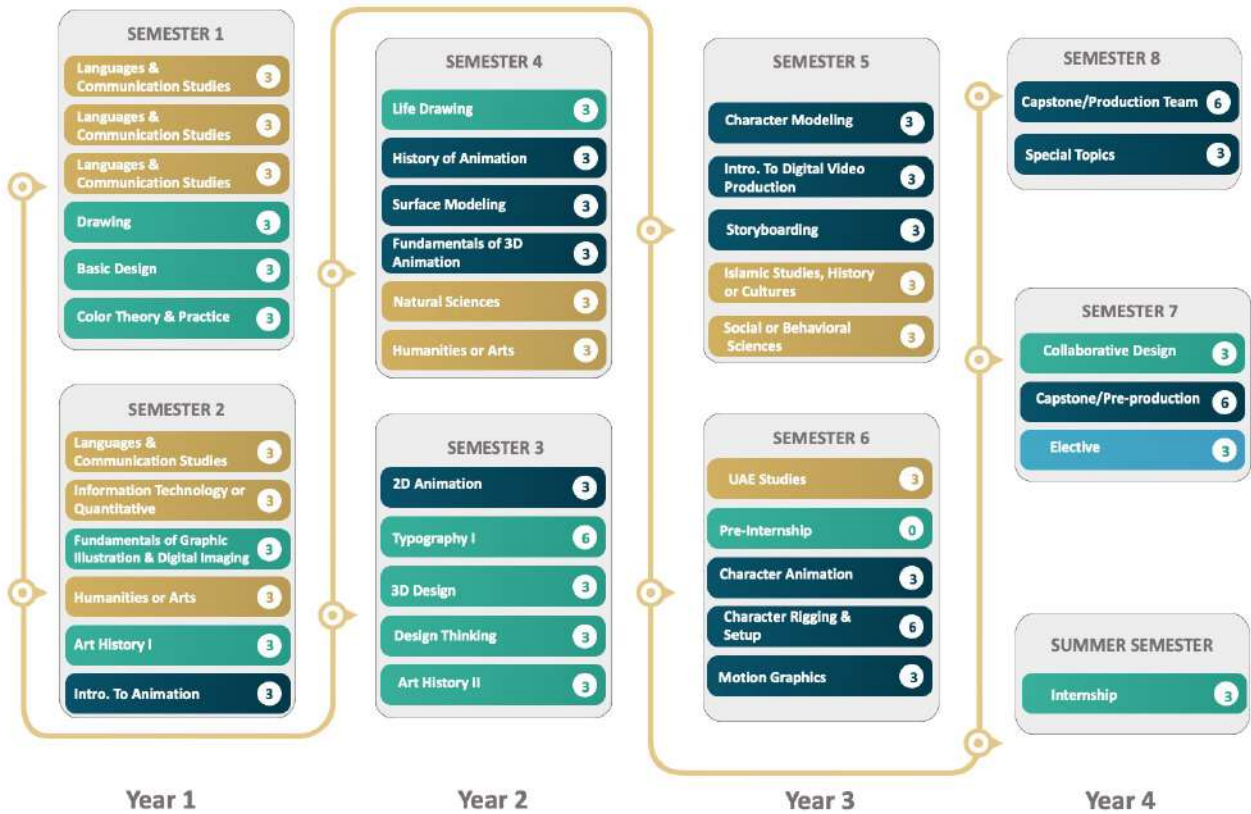 SEMESTER 1
Languages &
Communication Studies
3
Languages &
Communication Studies
3
Languages &
Communication Studies
3
Drawing
3
Basic Design
3
Color Theory & Practice
3
SEMESTER 2
Languages &
Communication Studies
3
Information Technology or
Quantitative
3
Fundamentals of Graphic
Illustration & Digital Imaging
3
Humanities or Arts
3
Art History I
3
Intro. To Animation
3
SEMESTER 4
Life Drawing
3
History of Animation
3
Surface Modeling
3
Fundamentals of 3D
Animation
3
Natural Sciences
3
Humanities or Arts
3
SEMESTER 3
2D Animation
3
Typography I
6
3D Design
3
Design Thinking
3
Art History II
3
SEMESTER 5
Character Modeling
3
Intro. To Digital Video
Production
3
Storyboarding
3
Islamic Studies, History
or Cultures
3
Social or Behavioral
Sciences
3
SEMESTER 6
UAE Studies
3
Pre-Internship
0
Character Animation
3
Character Rigging &
Setup
6
Motion Graphics
3
SEMESTER 8
Capstone/Production Team
6
Special Topics
3
SEMESTER 7
Collaborative Design
3
Capstone/Pre-production
6
Elective
3
SUMMER SEMESTER
Internship
3
Year 1
Year 2
Year 3
Year 4